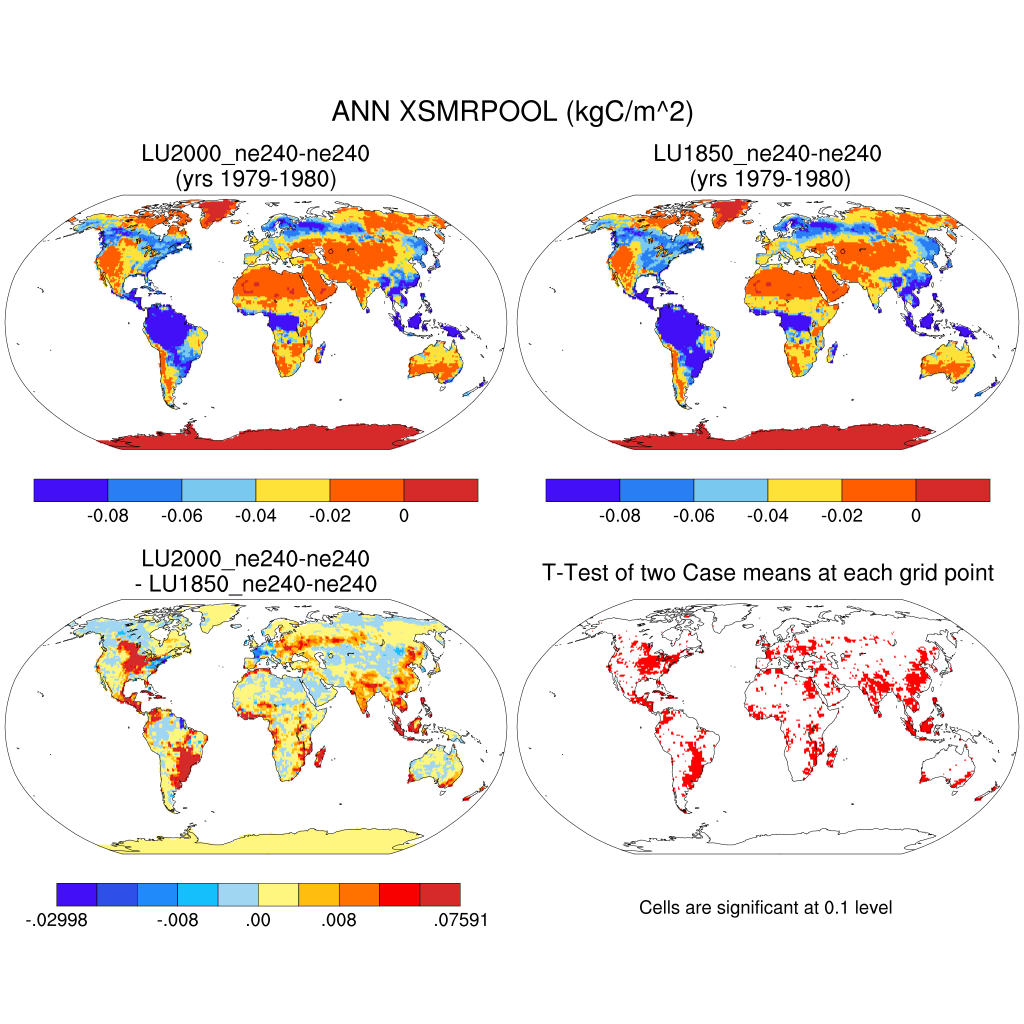 ANN XSMRPOOL (kgC/m^2)
LU2000_ne240-ne240
(yrs 1979-1980)
LU1850_ne240-ne240
(yrs 1979-1980)
-0.08 -0.06 -0.04 -0.02 0
-0.08 -0.06 -0.04 -0.02 0
LU2000_ne240-ne240
- LU1850_ne240-ne240
T-Test of two Case means at each grid point
-.02998 -.008 .00 .008 .07591
Cells are significant at 0.1 level